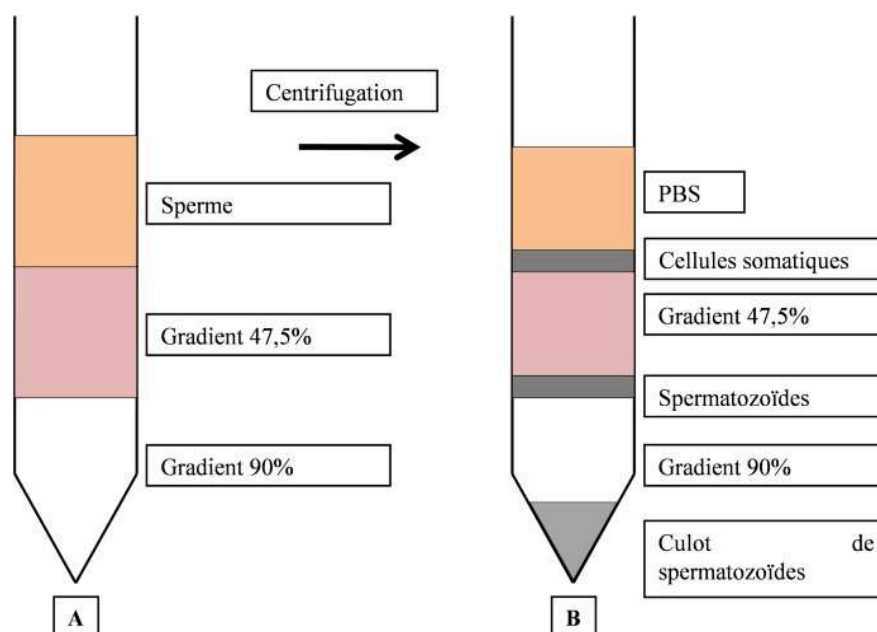 Centrifugation
Sperme
Gradient 47,5%
Gradient 90%
A
PBS
Cellules somatiques
Gradient 47,5%
Spermatozoïdes
Gradient 90%
Culot de
spermatozoïdes
B